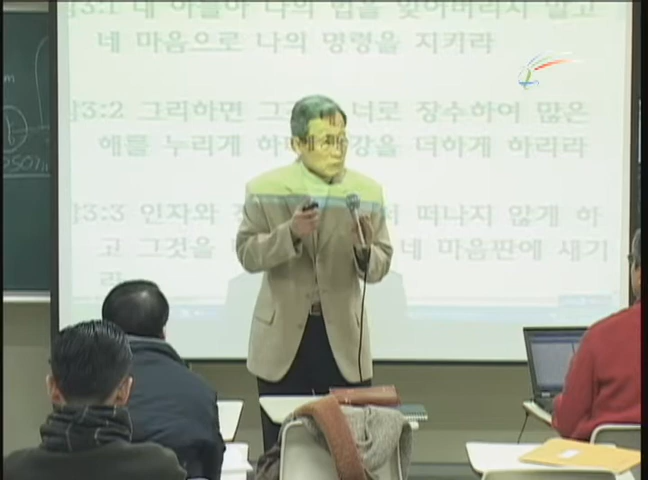 3:1 내 아들아 나의 법을 잊어버리지 말고
네 마음으로 나의 명령을 지키라
3:2 그리하면 너로 장수하여 많은
해를 누리게 하며 평강을 더하게 하리라
3:3 인자와 떠나지 않게 하
고 그것을 네 마음판에 새기
라